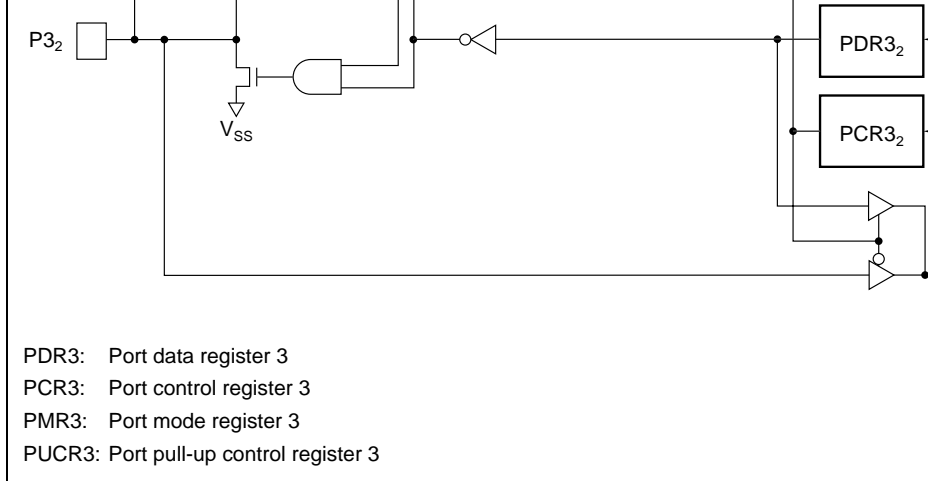 P3₂
PDR3₂
V_SS
PCR3₂
PDR3: Port data register 3
PCR3: Port control register 3
PMR3: Port mode register 3
PUCR3: Port pull-up control register 3